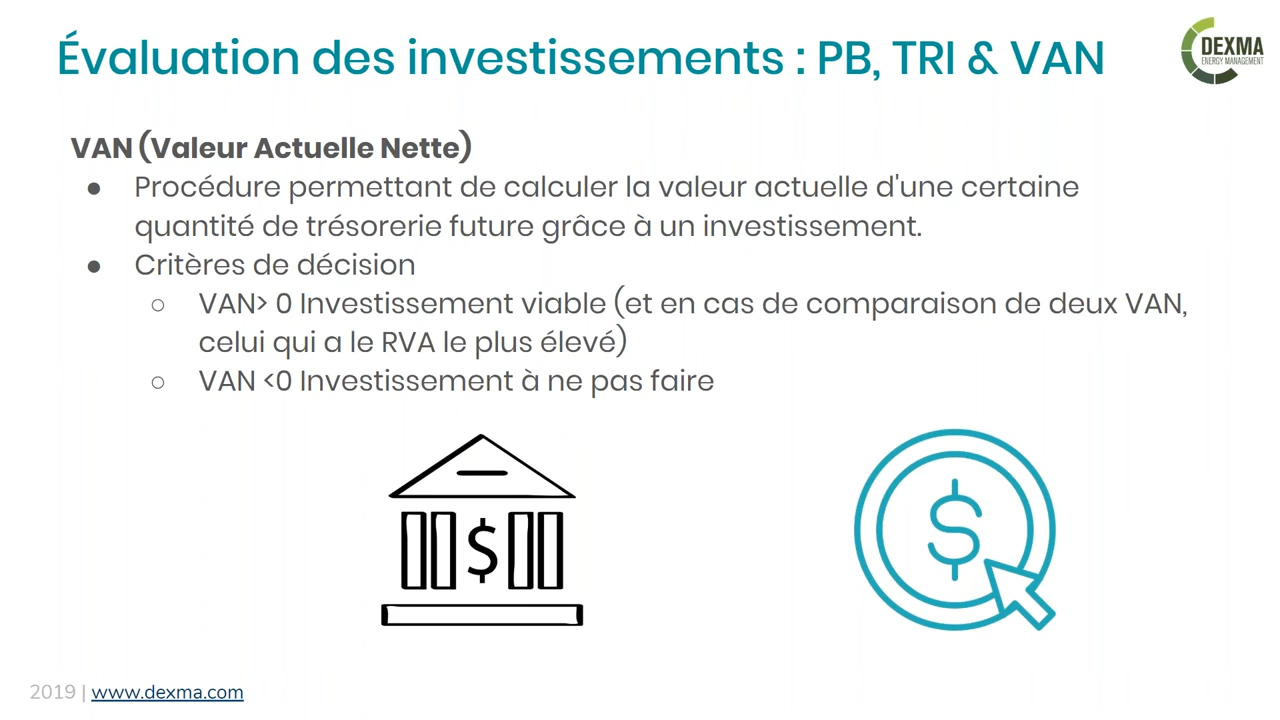 Évaluation des investissements : PB, TRI & VAN
DEXMA
ENERGY MANAGEMENT
VAN (Valeur Actuelle Nette)
● Procédure permettant de calculer la valeur actuelle d'une certaine
quantité de trésorerie future grâce à un investissement.
● Critères de décision
○ VAN> 0 Investissement viable (et en cas de comparaison de deux VAN,
celui qui a le RVA le plus élevé)
○ VAN <0 Investissement à ne pas faire
$
$
2019 | www.dexma.com